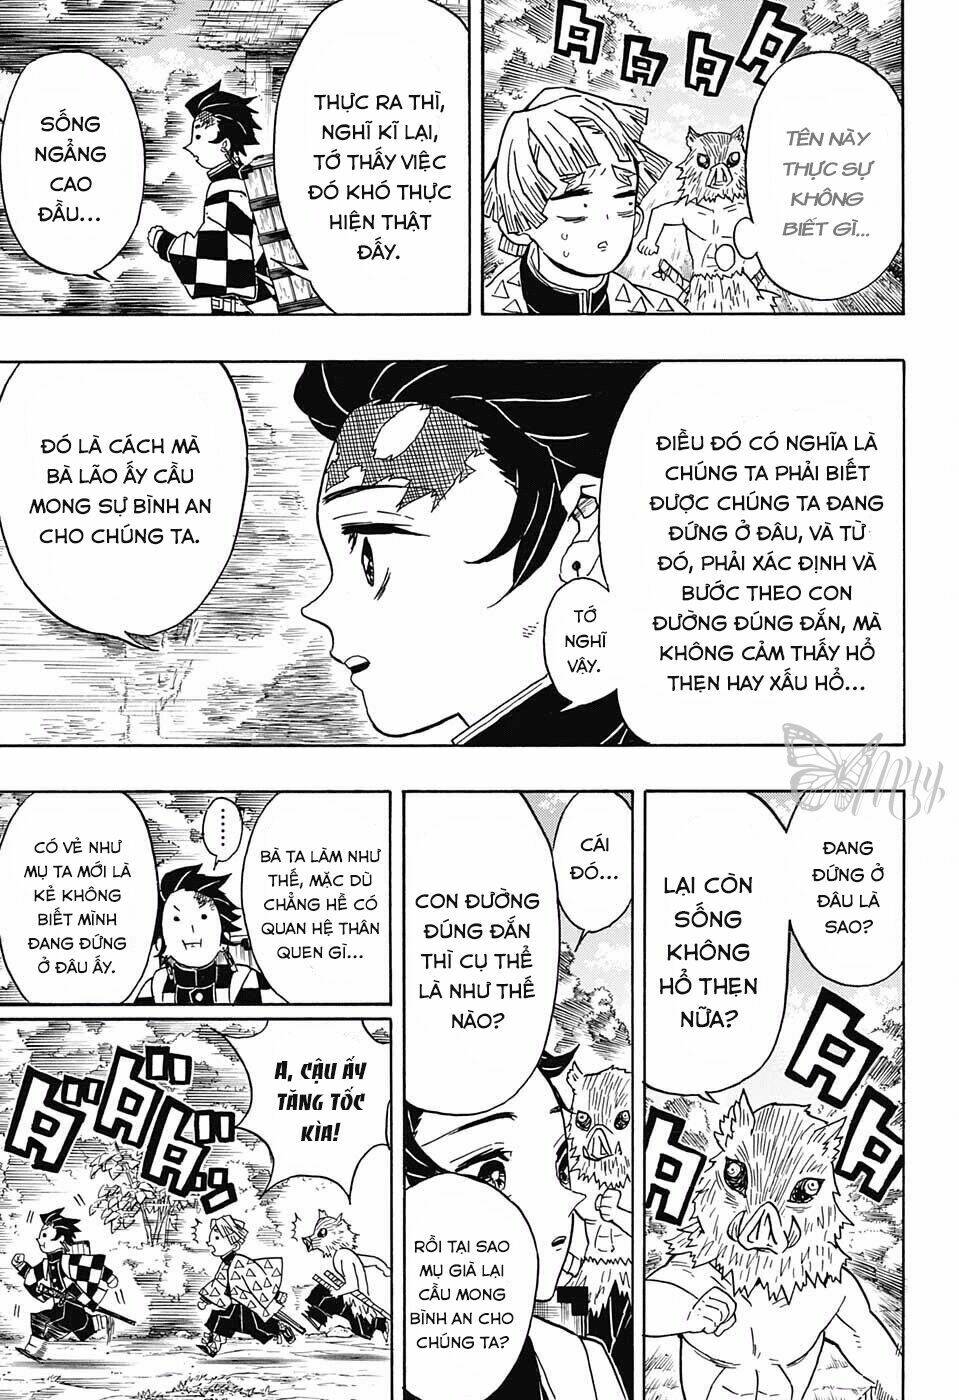 タ タ タ タ
TÊN NÀY
THỰC SỰ
KHÔNG
BIẾT GÌ...
THỰC RA THÌ,
NGHĨ KĨ LẠI,
TỚ THẤY VIỆC
ĐÓ KHÓ THỰC
HIỆN THẬT
ĐẤY.
SỐNG
NGẢNG
CAO
ĐẦU...
ĐIỀU ĐÓ CÓ NGHĨA LÀ
CHÚNG TA PHẢI BIẾT
ĐƯỢC CHÚNG TA ĐANG
ĐỨNG Ở ĐÂU, VÀ TỪ
ĐÓ, PHẢI XÁC ĐỊNH VÀ
BƯỚC THEO CON
ĐƯỜNG ĐÚNG ĐẮN, MÀ
KHÔNG CẢM THẤY HỔ
THẸN HAY XẤU HỔ...
TỚ
NGHĨ
VẬY.
ĐÓ LÀ CÁCH MÀ
BÀ LÃO ẤY CẦU
MONG SỰ BÌNH AN
CHO CHÚNG TA.
ĐANG
ĐỨNG Ở
ĐÂU LÀ
SAO?
LẠI CÒN
SỐNG
KHÔNG
HỔ THẸN
NỮA?
タ タ タ
CÁI
ĐÓ...
CON ĐƯỜNG
ĐÚNG ĐẮN
THÌ CỤ THỂ
LÀ NHƯ THẾ
NÀO?
RỒI TẠI SAO
MỤ GIÀ LẠI
CẦU MONG
BÌNH AN CHO
CHÚNG TA?
BÀ TA LÀM NHƯ
THẾ, MẶC DÙ
CHẲNG HỀ CÓ
QUAN HỆ THÂN
QUEN GÌ...
......
CÓ VẺ NHƯ
MỤ TA MỚI LÀ
KẺ KHÔNG
BIẾT MÌNH
ĐANG ĐỨNG
Ở ĐÂU ẤY.
A, CẬU ẤY
TĂNG TỐC
KÌA!